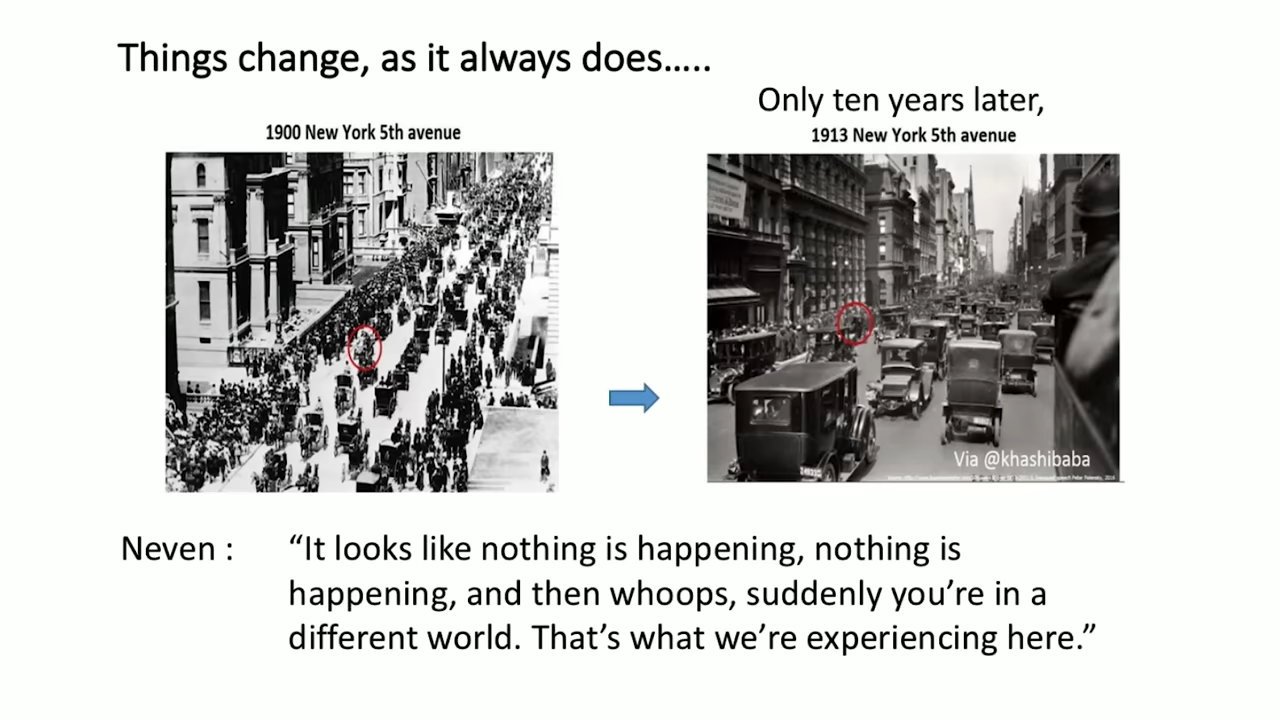 Things change, as it always does…..
Only ten years later,
1900 New York 5th avenue
1913 New York 5th avenue
Via @khashibaba
Neven : “It looks like nothing is happening, nothing is
happening, and then whoops, suddenly you’re in a
different world. That’s what we’re experiencing here.”